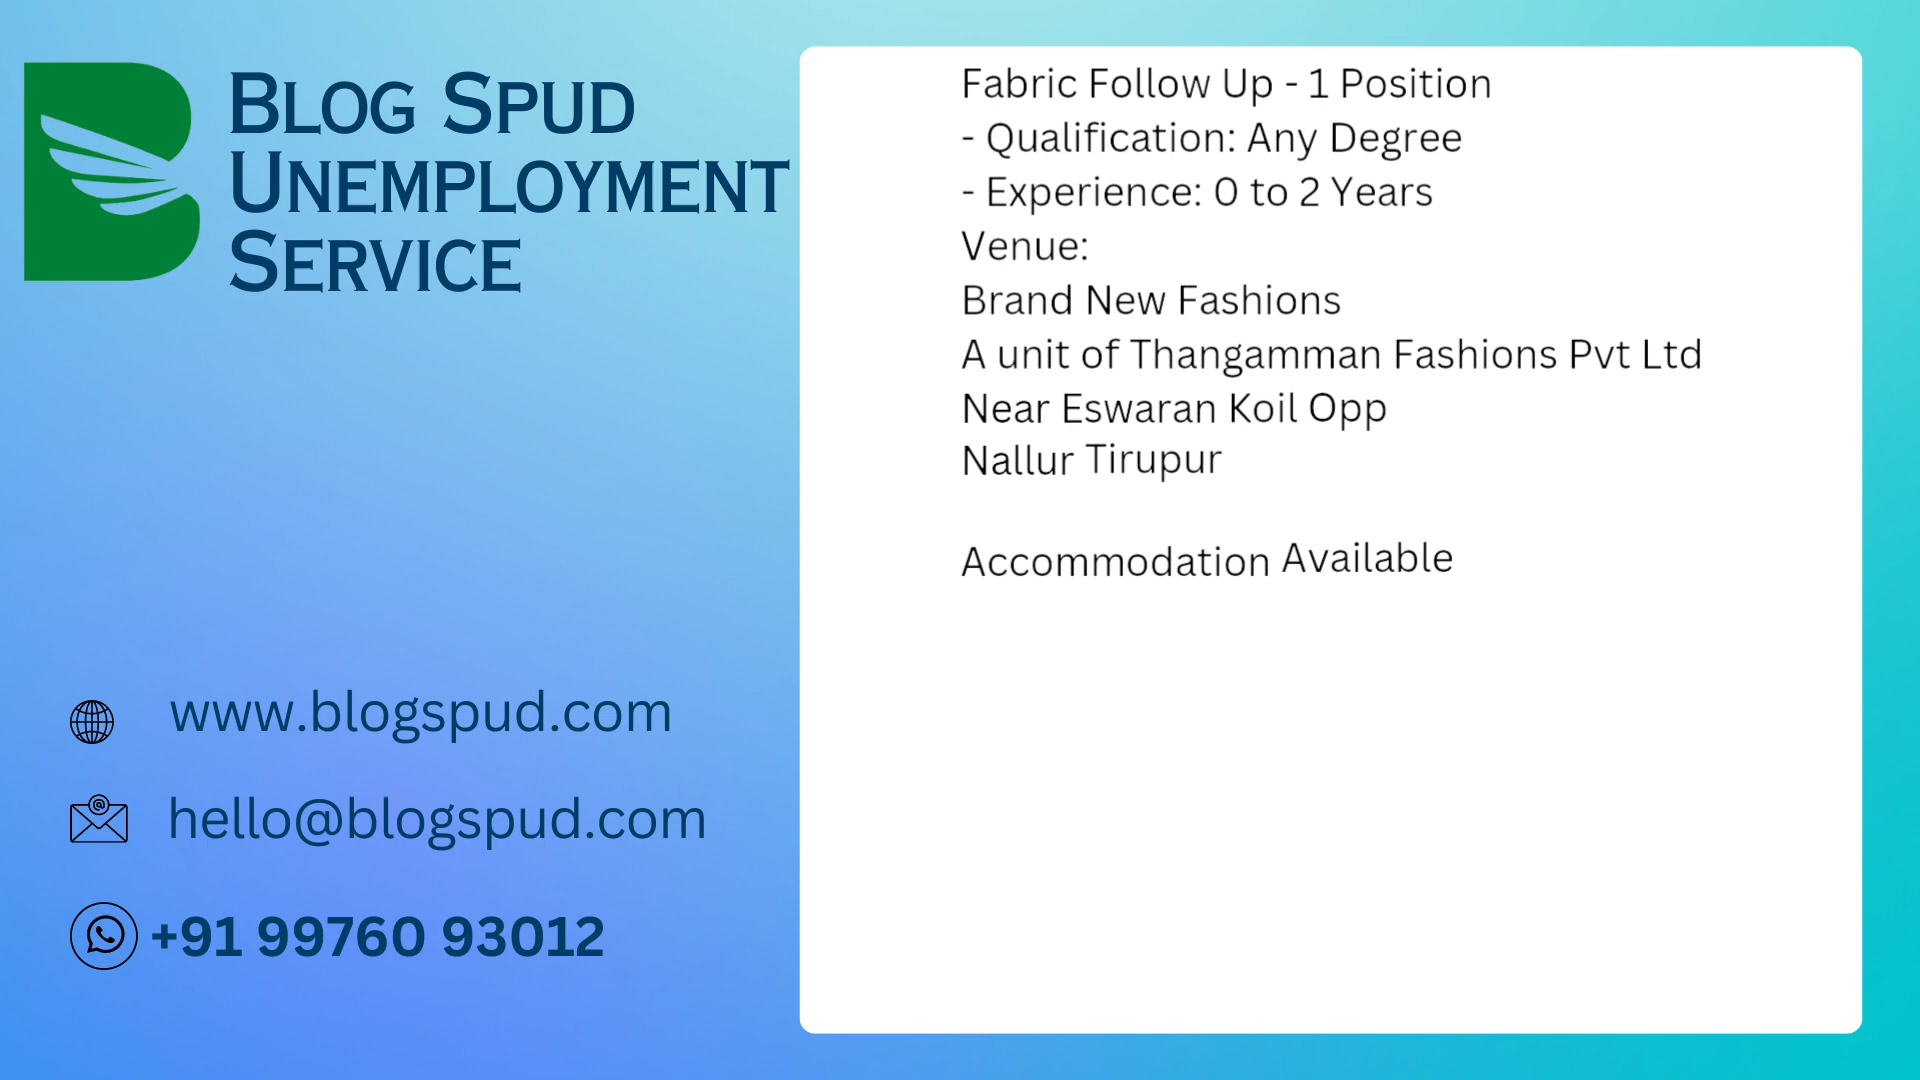 Blog Spud
Unemployment
Service
www.blogspud.com
hello@blogspud.com
+91 99760 93012
Fabric Follow Up - 1 Position
- Qualification: Any Degree
- Experience: 0 to 2 Years
Venue:
Brand New Fashions
A unit of Thangamman Fashions Pvt Ltd
Near Eswaran Koil Opp
Nallur Tirupur
Accommodation Available